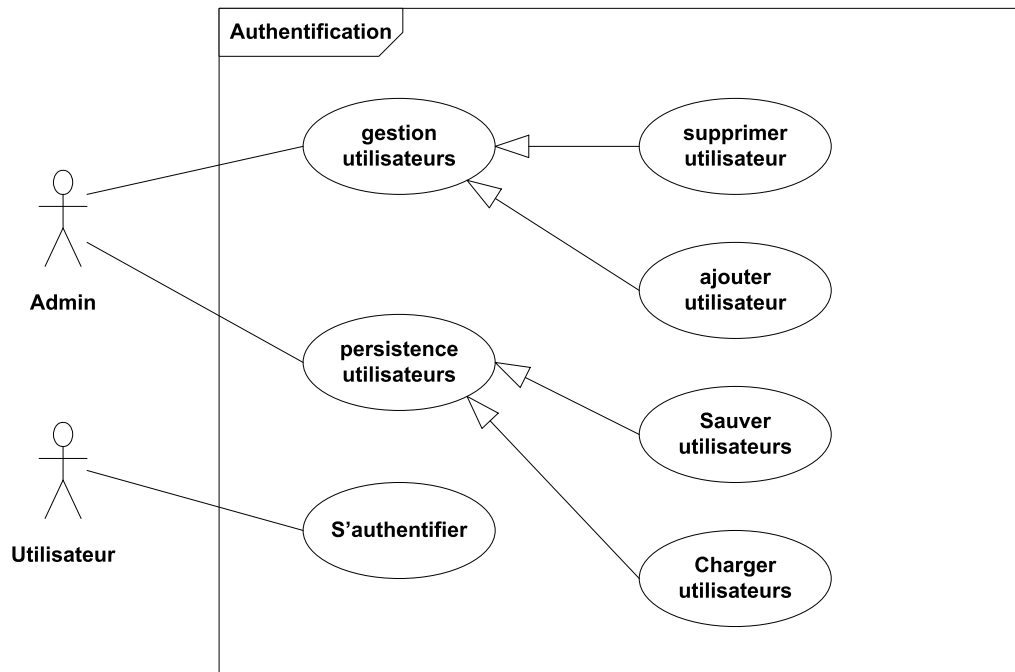 Authentification
gestion
utilisateurs
supprimer
utilisateur
Admin
ajouter
utilisateur
persistence
utilisateurs
Sauver
utilisateurs
Utilisateur
S’authentifier
Charger
utilisateurs